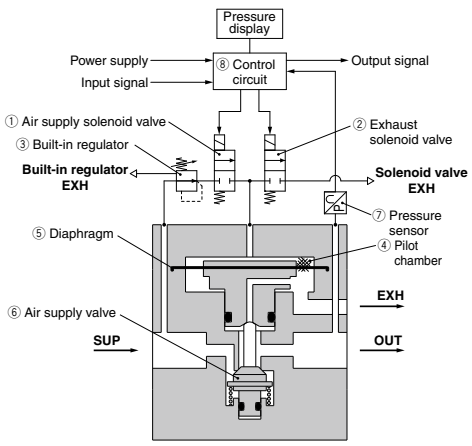 Pressure
display
Power supply
Input signal
⑧ Control
circuit
Output signal
① Air supply solenoid valve
② Exhaust
solenoid valve
③ Built-in regulator
Built-in regulator
EXH
Solenoid valve
EXH
⑦ Pressure
sensor
⑤ Diaphragm
④ Pilot
chamber
EXH
⑥ Air supply valve
SUP
OUT